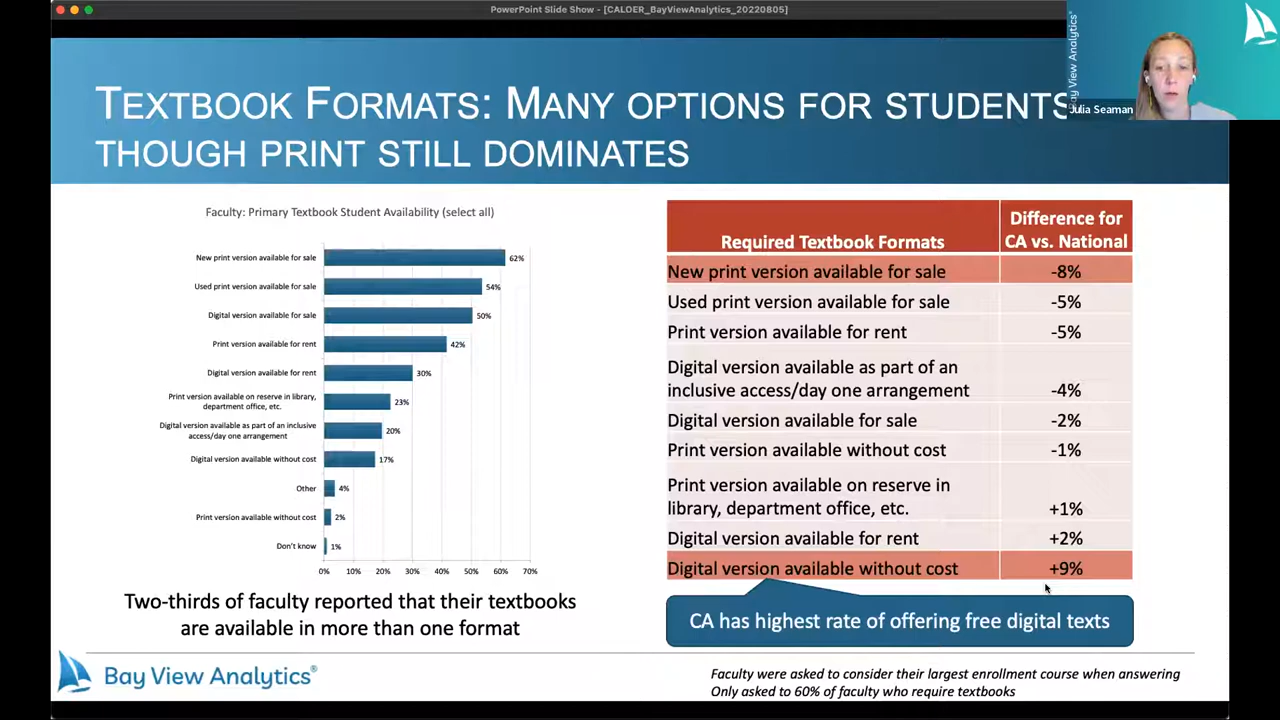 PowerPoint Slide Show - [CALDER_BayViewAnalytics_20220805]
Bay View Analytics°
Julia Seaman
TEXTBOOK FORMATS: MANY OPTIONS FOR STUDENTS
THOUGH PRINT STILL DOMINATES
Faculty: Primary Textbook Student Availability (select all)
New print version available for sale 62%
Used print version available for sale 54%
Digital version available for sale 50%
Print version available for rent 42%
Digital version available for rent 30%
Print version available on reserve in library,
department office, etc. 23%
Digital version available as part of an inclusive
access/day one arrangement 20%
Digital version available without cost 17%
Other 4%
Print version available without cost 2%
Don't know 1%
0% 10% 20% 30% 40% 50% 60% 70%
Two-thirds of faculty reported that their textbooks
are available in more than one format
Required Textbook Formats
Difference for
CA vs. National
New print version available for sale -8%
Used print version available for sale -5%
Print version available for rent -5%
Digital version available as part of an
inclusive access/day one arrangement -4%
Digital version available for sale -2%
Print version available without cost -1%
Print version available on reserve in
library, department office, etc. +1%
Digital version available for rent +2%
Digital version available without cost +9%
CA has highest rate of offering free digital texts
Bay View Analytics®
Faculty were asked to consider their largest enrollment course when answering
Only asked to 60% of faculty who require textbooks